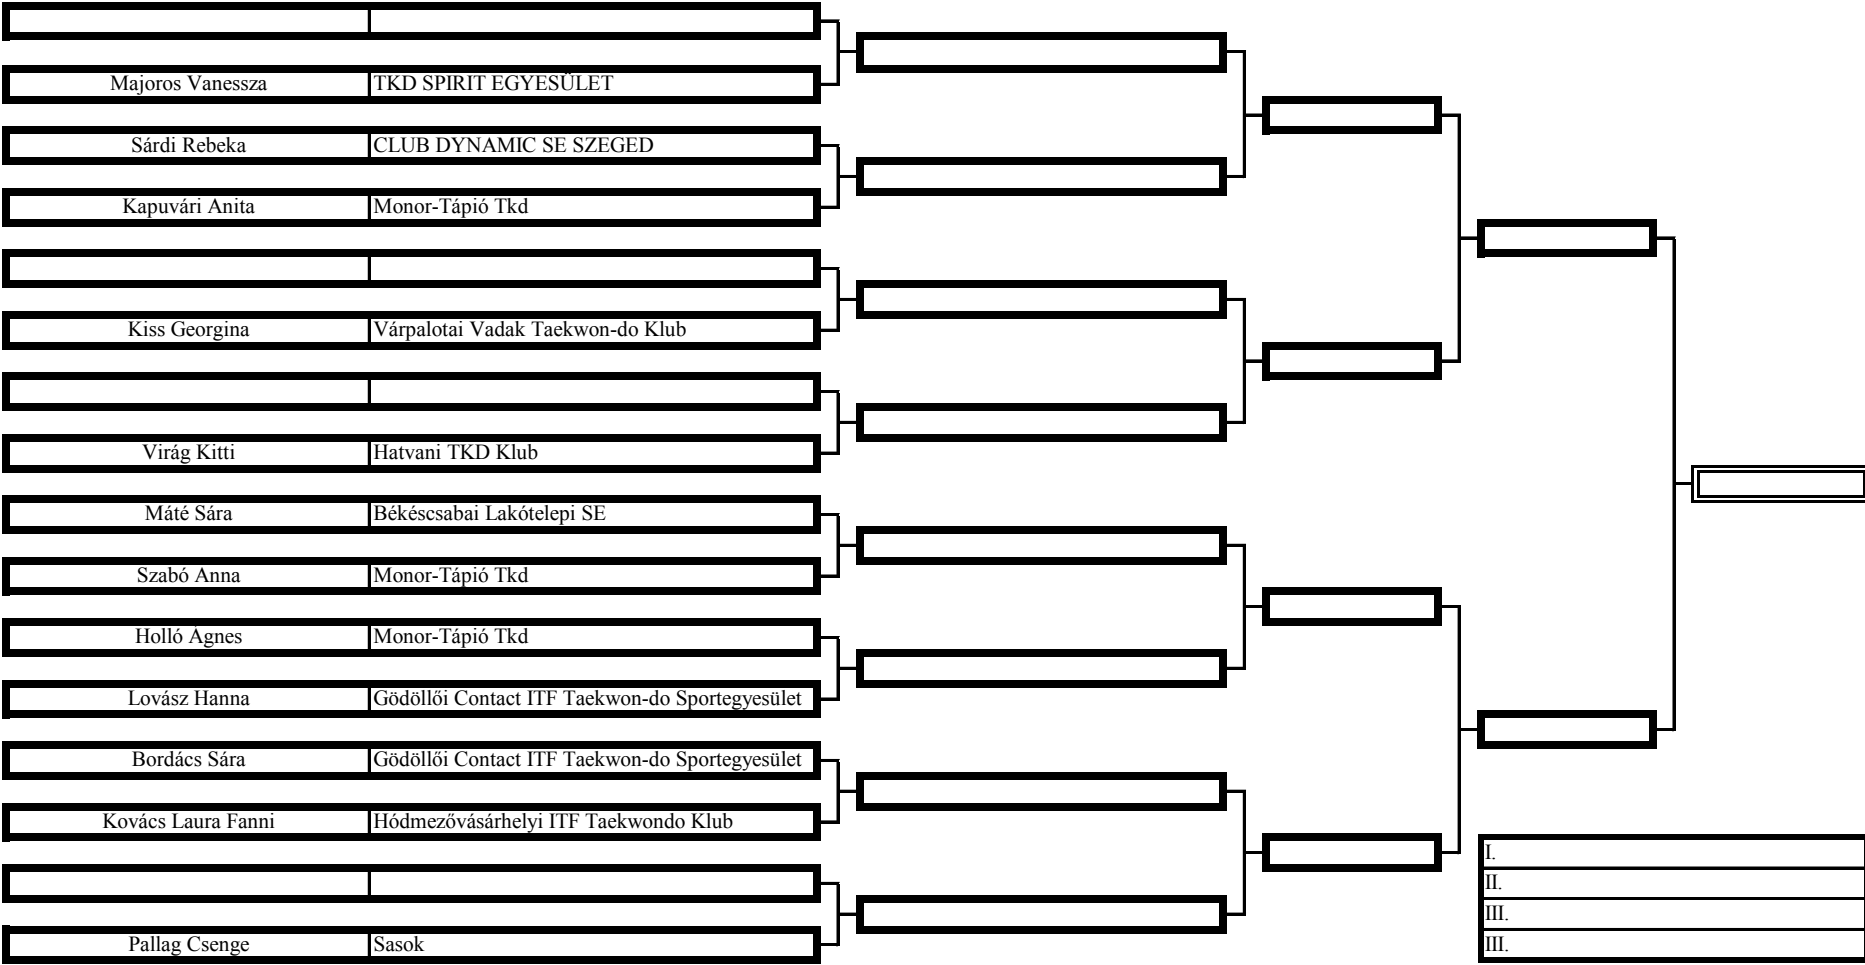 Majoros Vanessza TKD SPIRIT EGYESÜLET
Sárdi Rebeka CLUB DYNAMIC SE SZEGED
Kapuvári Anita Monor-Tápió Tkd
Kiss Georgina Várpalotai Vadak Taekwon-do Klub
Virág Kitti Hatvani TKD Klub
Máté Sára Békéscsabai Lakótelepi SE
Szabó Anna Monor-Tápió Tkd
Holló Ágnes Monor-Tápió Tkd
Lovász Hanna Gödöllői Contact ITF Taekwon-do Sportegyesület
Bordács Sára Gödöllői Contact ITF Taekwon-do Sportegyesület
Kovács Laura Fanni Hódmezővásárhelyi ITF Taekwondo Klub
Pallag Csenge Sasok
I.
II.
III.
III.